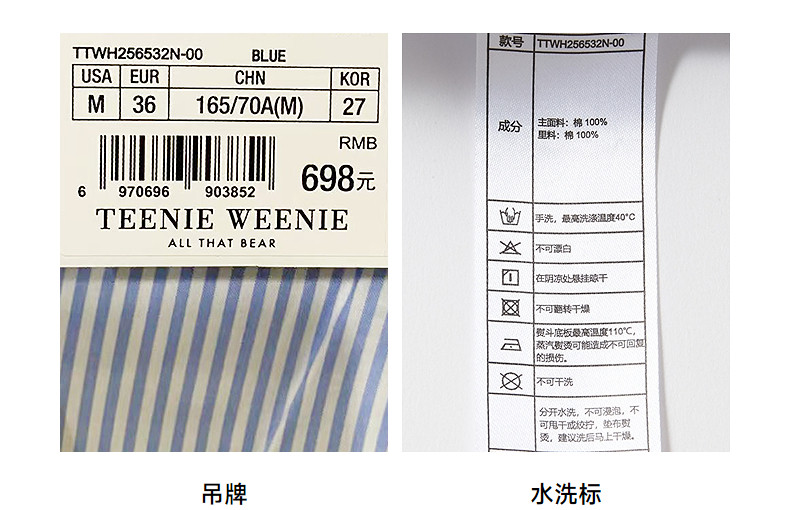 TTWH256532N-00 BLUE
USA EUR CHN KOR
M 36 165/70A(M) 27
RMB
698元
6 970696 903852
TEENIE WEENIE
ALL THAT BEAR
吊牌
款号 TTWH256532N-00
成分
主面料：棉 100%
里料：棉 100%
手洗，最高洗涤温度40°C
不可漂白
在阴凉处悬挂晾干
不可翻转干燥
熨斗底板最高温度110℃，
蒸汽熨烫可能造成不可回复
的损伤。
不可干洗
分开水洗，不可浸泡，不
可甩干或绞拧，垫布熨
烫，建议洗后马上干燥。
水洗标